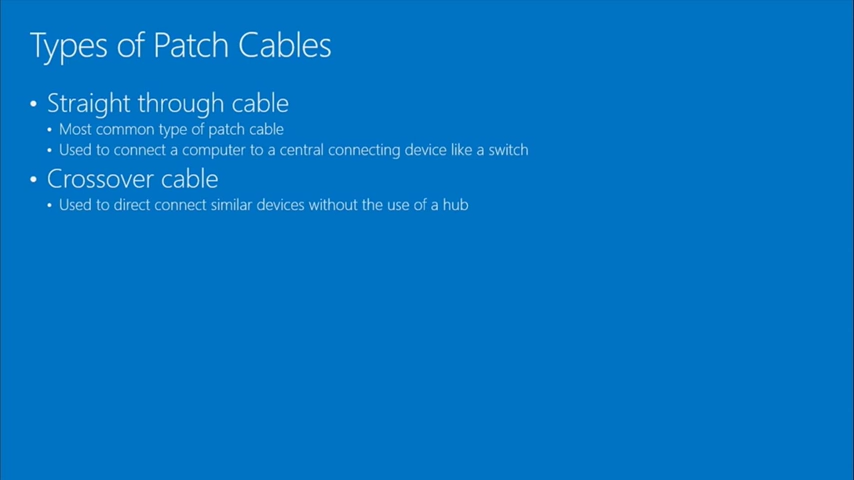 Types of Patch Cables
• Straight through cable
• Most common type of patch cable
• Used to connect a computer to a central connecting device like a switch
• Crossover cable
• Used to direct connect similar devices without the use of a hub